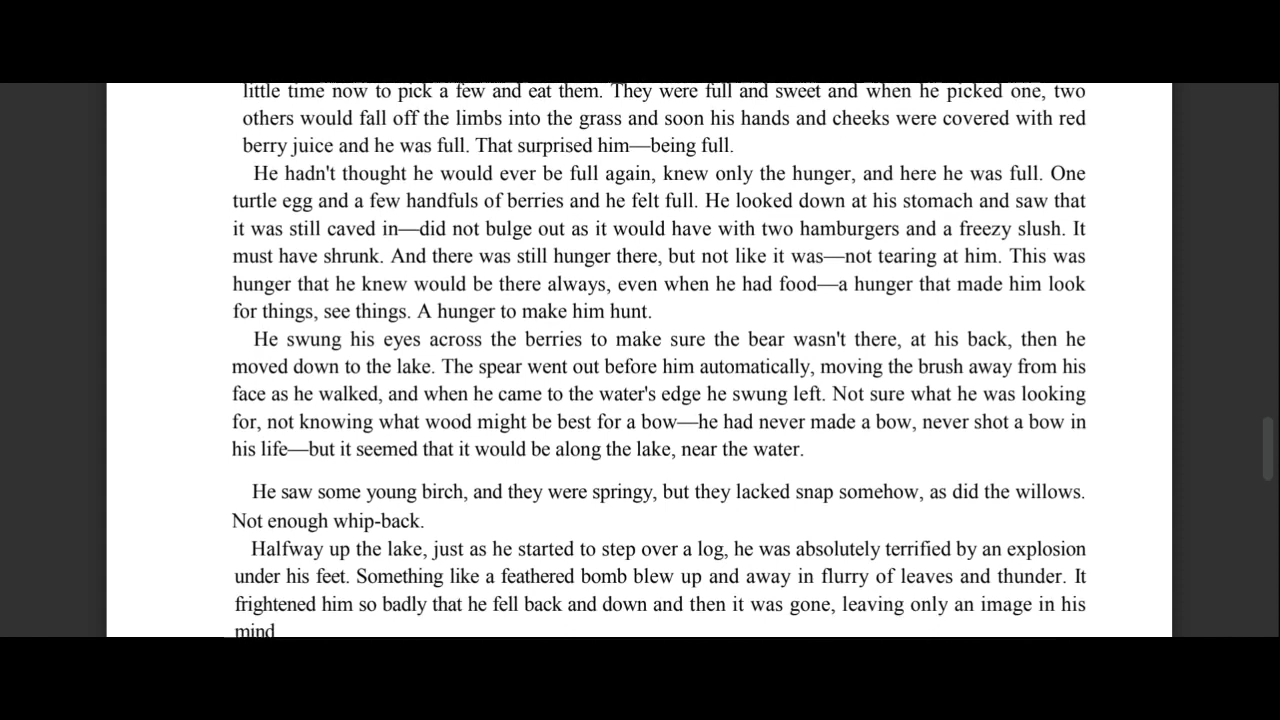 little time now to pick a few and eat them. They were full and sweet and when he picked one, two
others would fall off the limbs into the grass and soon his hands and cheeks were covered with red
berry juice and he was full. That surprised him—being full.
He hadn't thought he would ever be full again, knew only the hunger, and here he was full. One
turtle egg and a few handfuls of berries and he felt full. He looked down at his stomach and saw that
it was still caved in—did not bulge out as it would have with two hamburgers and a freezy slush. It
must have shrunk. And there was still hunger there, but not like it was—not tearing at him. This was
hunger that he knew would be there always, even when he had food—a hunger that made him look
for things, see things. A hunger to make him hunt.
He swung his eyes across the berries to make sure the bear wasn't there, at his back, then he
moved down to the lake. The spear went out before him automatically, moving the brush away from his
face as he walked, and when he came to the water's edge he swung left. Not sure what he was looking
for, not knowing what wood might be best for a bow—he had never made a bow, never shot a bow in
his life—but it seemed that it would be along the lake, near the water.
He saw some young birch, and they were springy, but they lacked snap somehow, as did the willows.
Not enough whip-back.
Halfway up the lake, just as he started to step over a log, he was absolutely terrified by an explosion
under his feet. Something like a feathered bomb blew up and away in flurry of leaves and thunder. It
frightened him so badly that he fell back and down and then it was gone, leaving only an image in his
mind